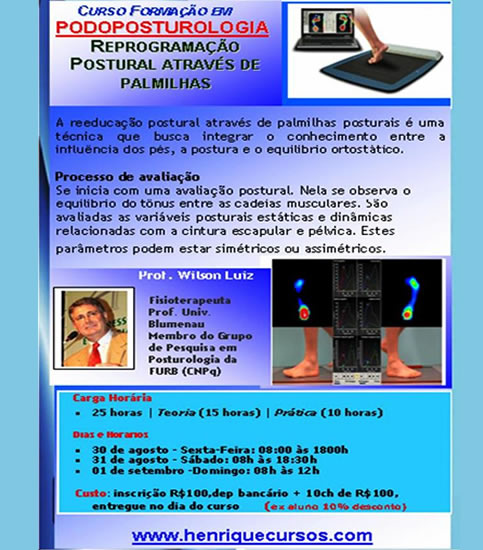 CURSO FORMAÇÃO EM
PODOPOSTUROLOGIA
REPROGRAMAÇÃO
POSTURAL ATRAVÉS DE
PALMILHAS
A reeducação postural através de palmilhas posturais é uma
técnica que busca integrar o conhecimento entre a
influência dos pés, a postura e o equilibrio ortostático.
Processo de avaliação
Se inicia com uma avaliação postural. Nela se observa o
equilibrio do tônus entre as cadeias musculares. São
avaliadas as variáveis posturais estáticas e dinâmicas
relacionadas com a cintura escapular e pélvica. Estes
parâmetros podem estar simétricos ou assimétricos.
Prof. Wilson Luiz
Fisioterapeuta
Prof. Univ.
Blumenau
Membro do Grupo
de Pesquisa em
Posturologia da
FURB (CNPq)
Carga Horária
• 25 horas | Teoria (15 horas) | Prática (10 horas)
Dias e Horarios
• 30 de agosto - Sexta-Feira: 08:00 às 1800h
• 31 de agosto - Sábado: 08h às 18:30h
• 01 de setembro -Domingo: 08h às 12h
Custo: inscrição R$100,dep bancário + 10ch de R$100,
entregue no dia do curso (ex aluno 10% desconto)
www.henriquecursos.com